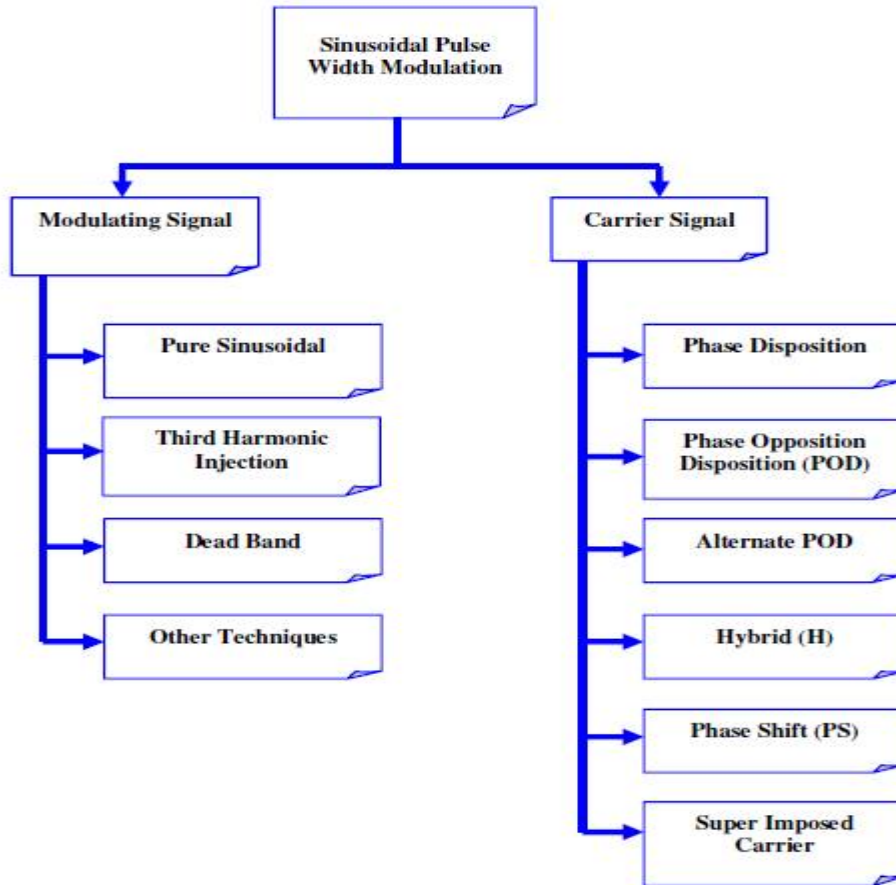 Sinusoidal Pulse
Width Modulation
Modulating Signal
Pure Sinusoidal
Third Harmonic
Injection
Dead Band
Other Techniques
Carrier Signal
Phase Disposition
Phase Opposition
Disposition (POD)
Alternate POD
Hybrid (H)
Phase Shift (PS)
Super Imposed
Carrier